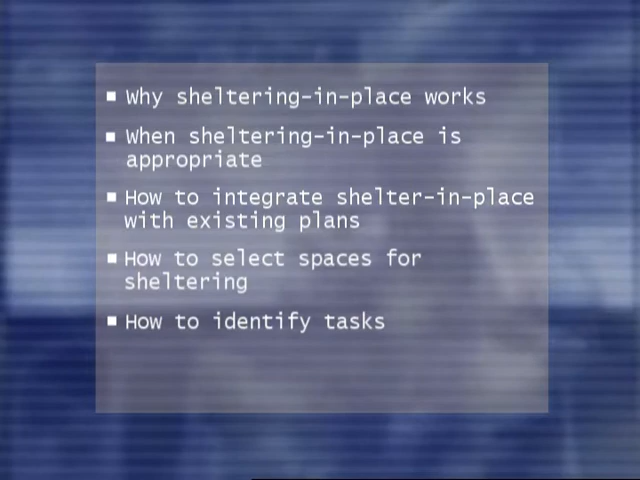 ▪ Why sheltering-in-place works
▪ When sheltering-in-place is
appropriate
▪ How to integrate shelter-in-place
with existing plans
▪ How to select spaces for
sheltering
▪ How to identify tasks